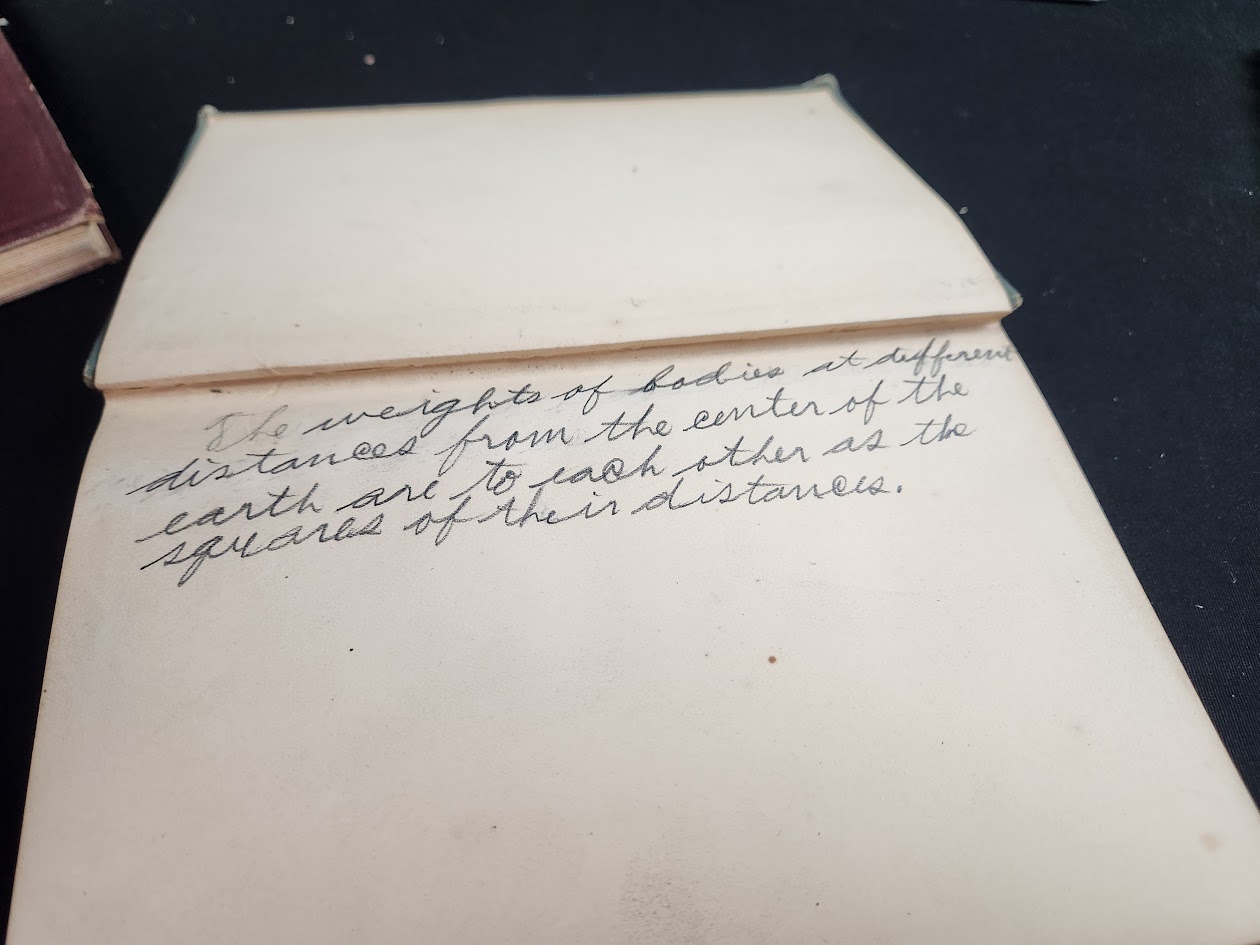 The weights of bodies at different
distances from the center of the
earth are to each other as the
squares of their distances.